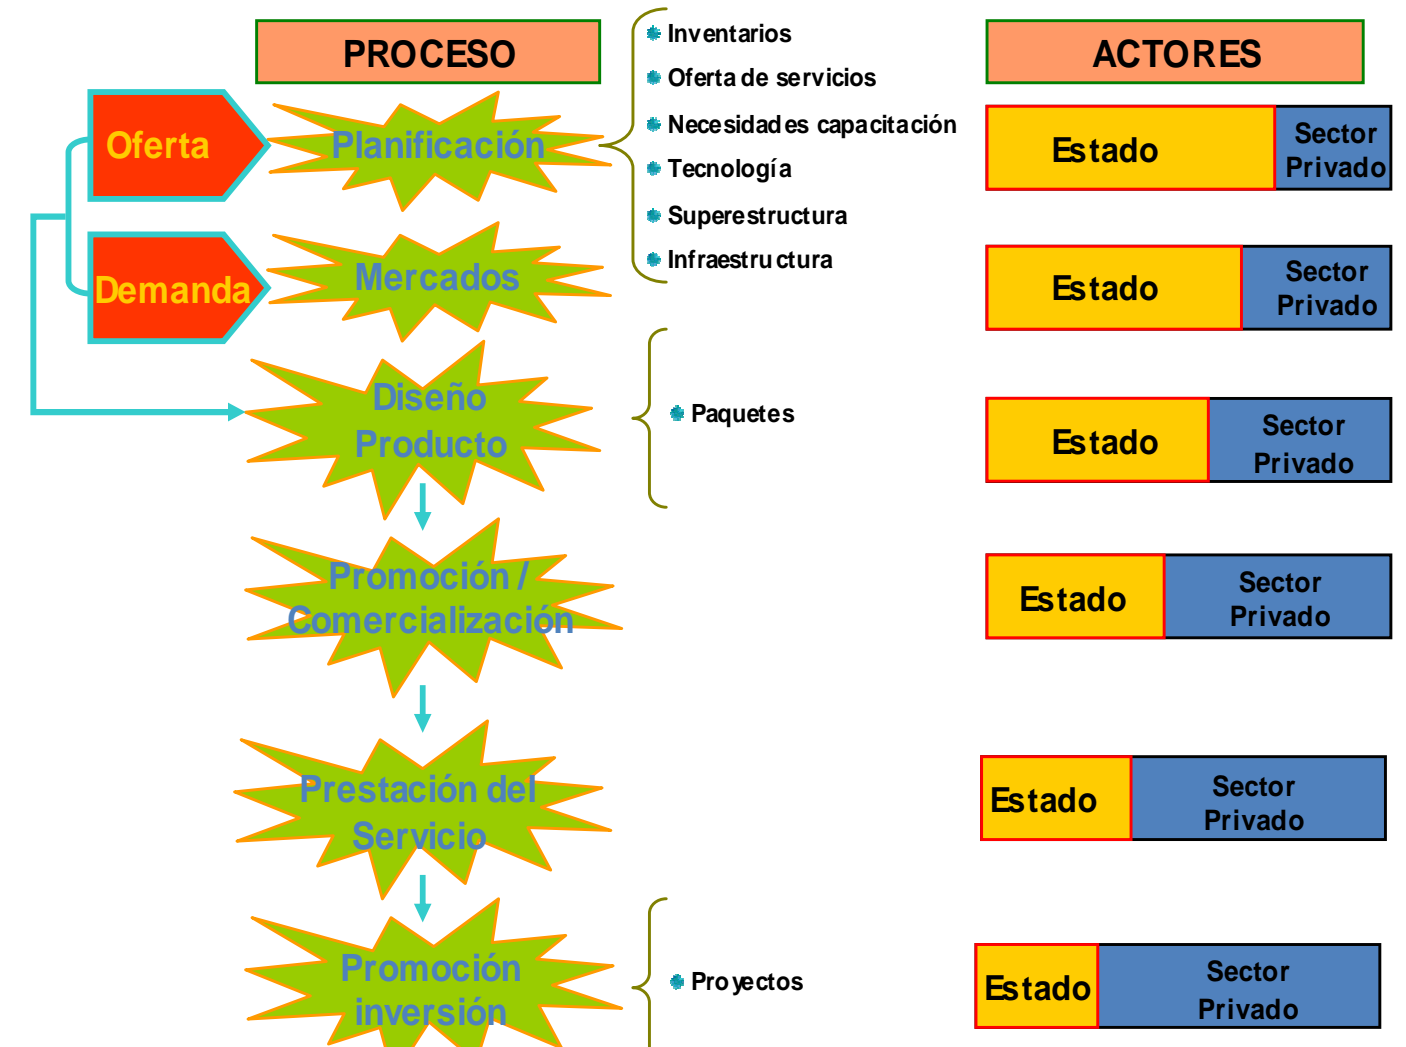 PROCESO
ACTORES
Inventarios
Oferta de servicios
Necesidades capacitación
Tecnología
Superestructura
Infraestructura
Oferta
Planificación
Estado
Sector
Privado
Demanda
Mercados
Estado
Sector
Privado
Diseño
Producto
Paquetes
Estado
Sector
Privado
Promoción /
Comercialización
Estado
Sector
Privado
Prestación del
Servicio
Estado
Sector
Privado
Promoción
inversión
Proyectos
Estado
Sector
Privado